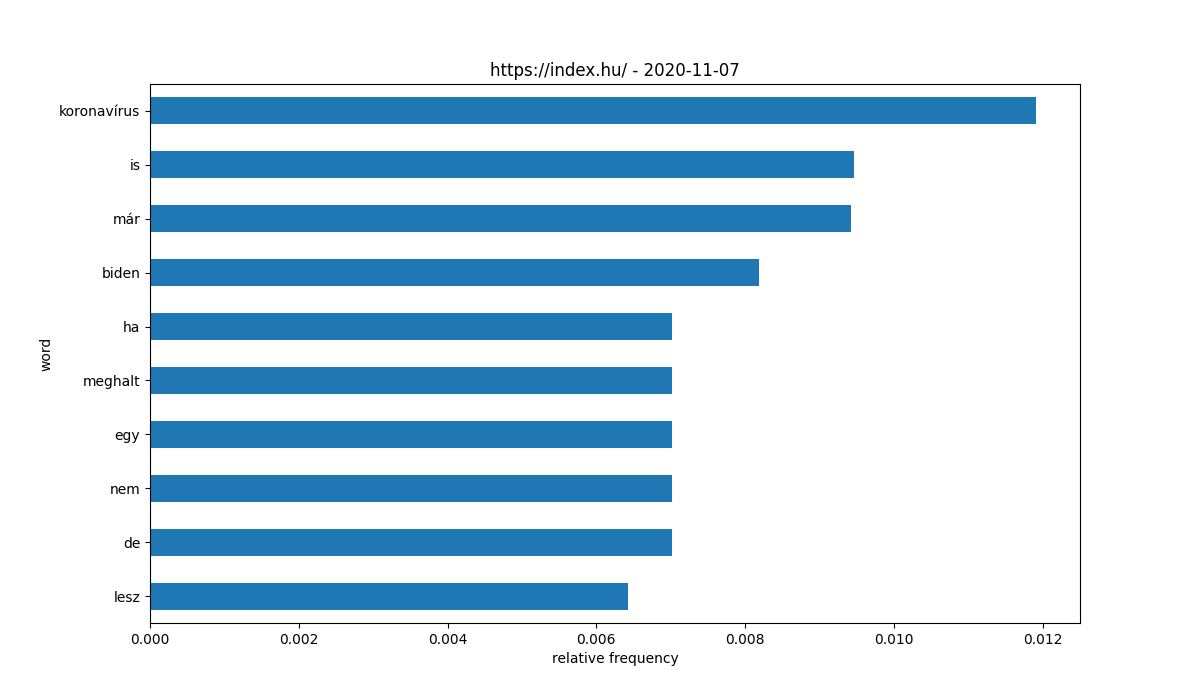 https://index.hu/ - 2020-11-07
koronavírus
is
már
biden
ha
meghalt
egy
nem
de
lesz
word
0.000 0.002 0.004 0.006 0.008 0.010 0.012
relative frequency